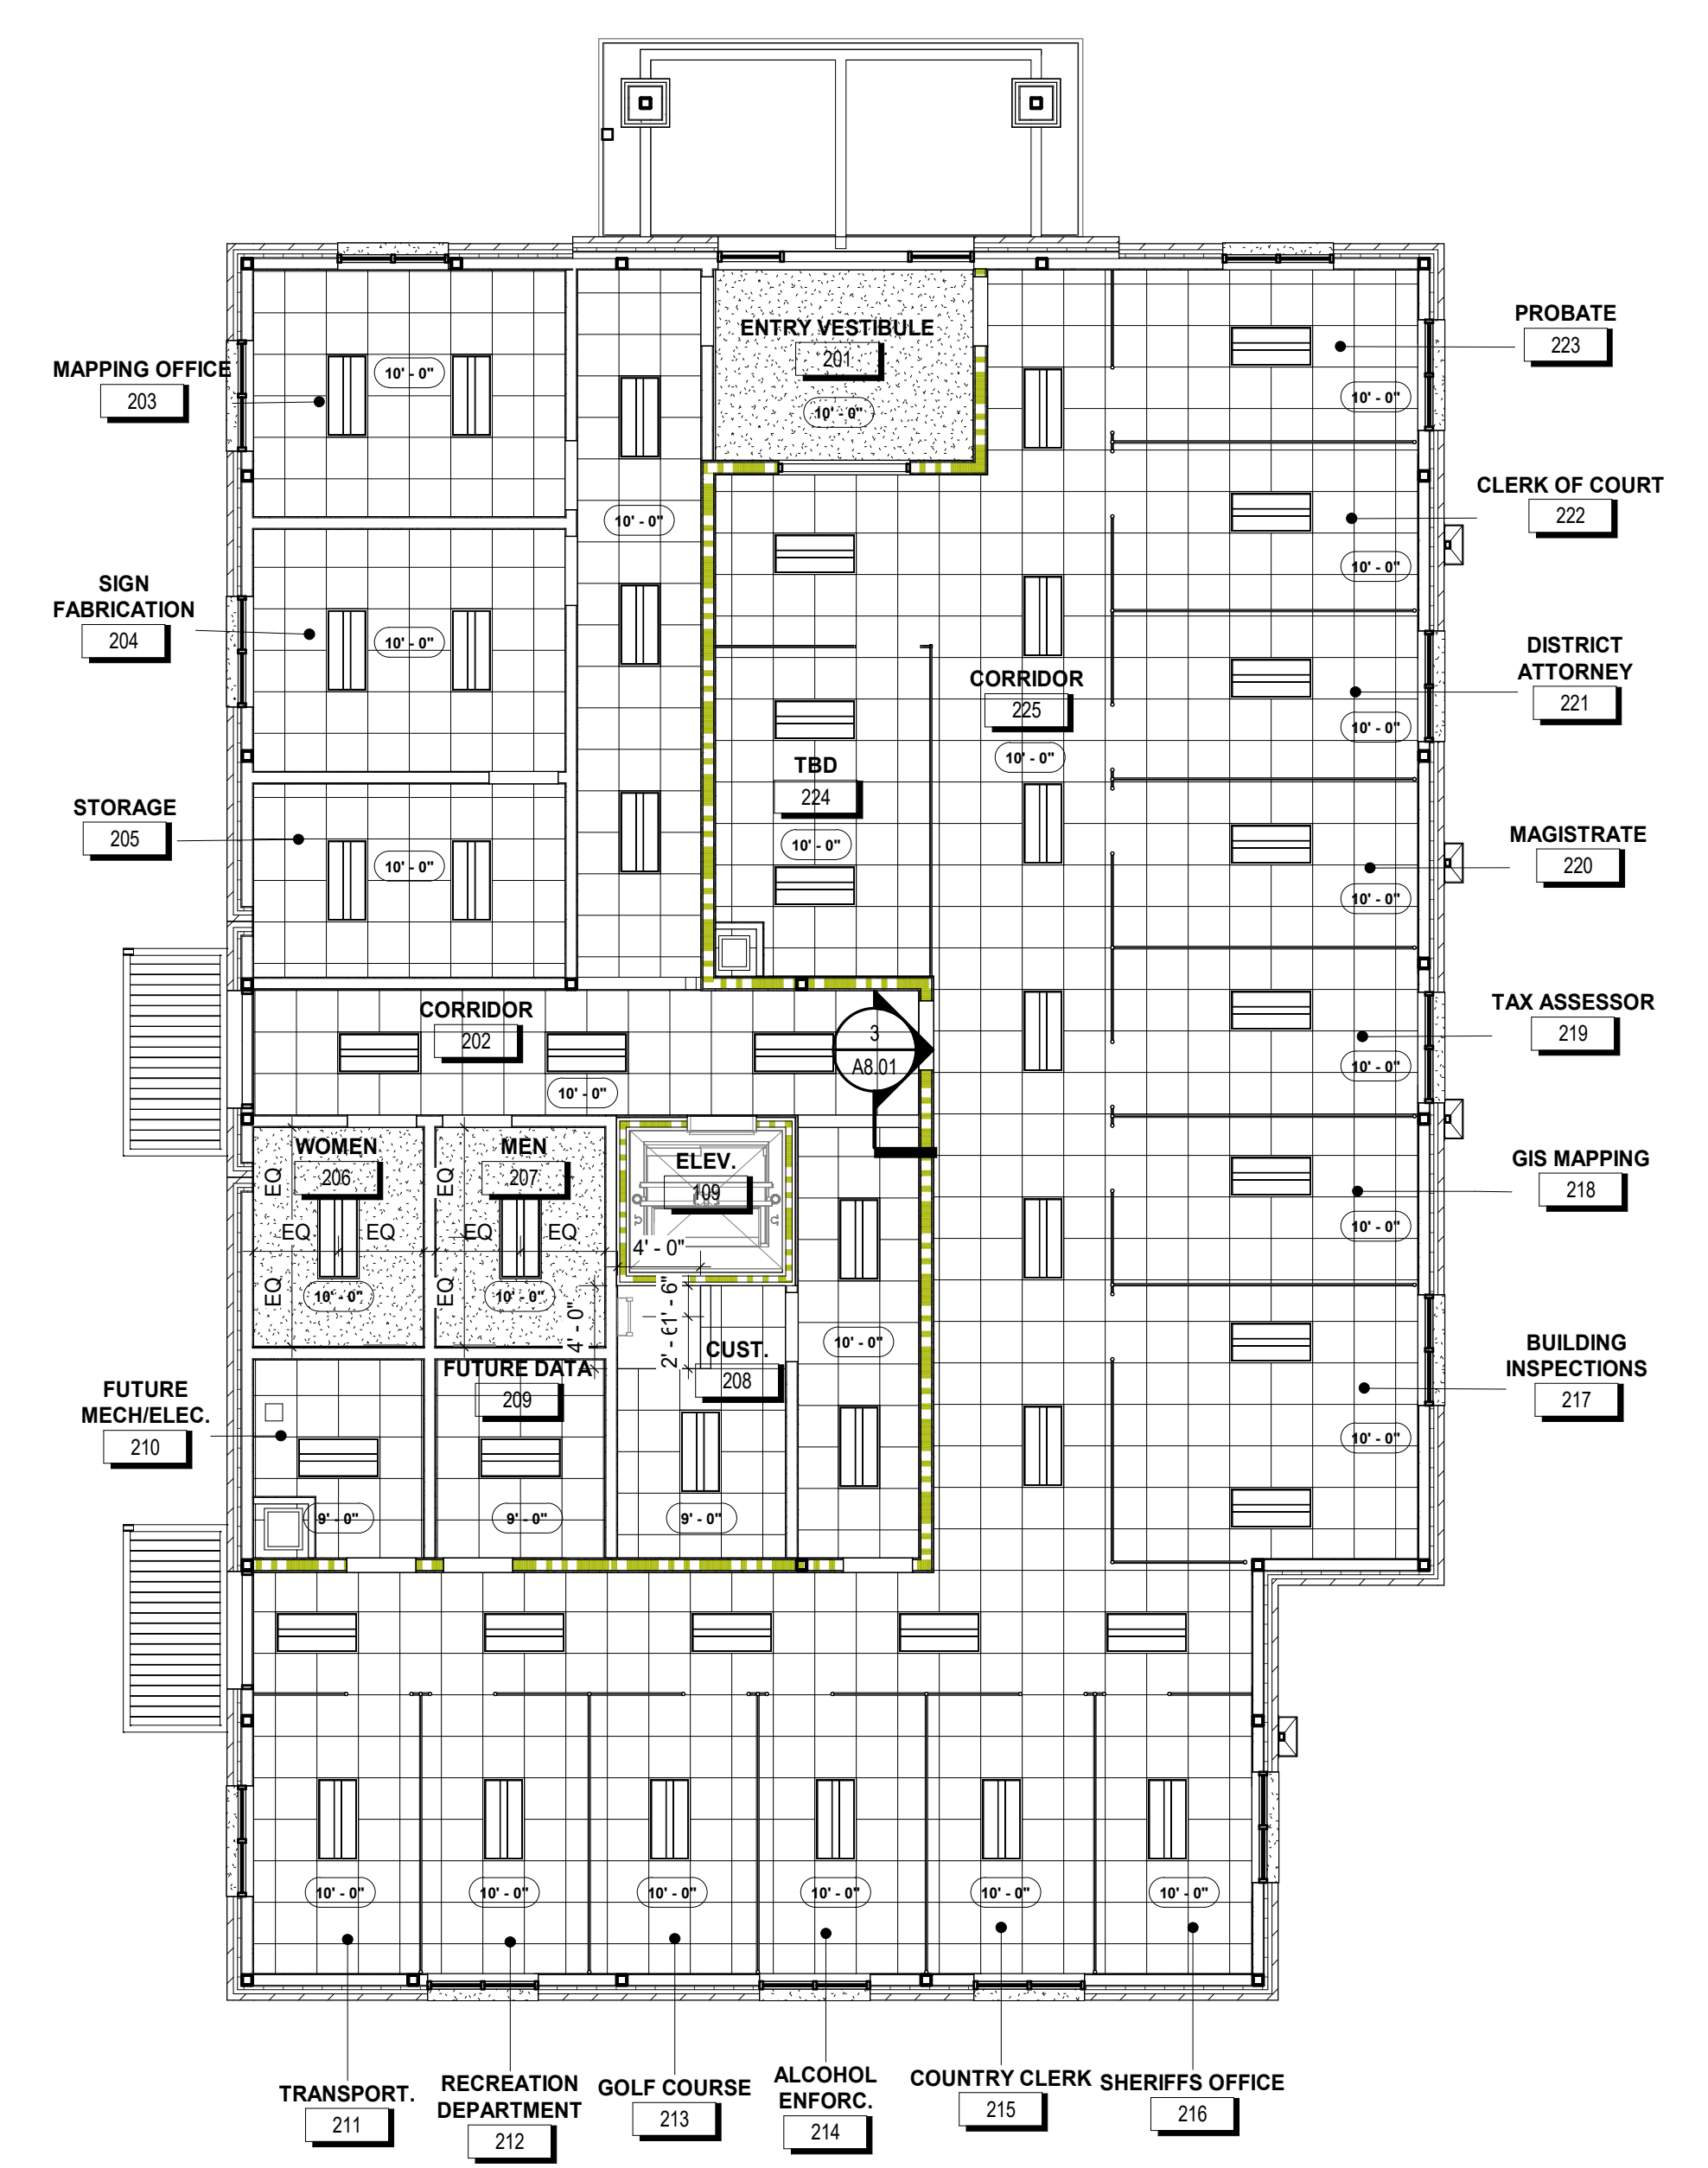 ENTRY VESTIBULE
201
10' - 0"
MAPPING OFFICE
203
10' - 0"
PROBATE
223
10' - 0"
10' - 0"
CLERK OF COURT
222
10' - 0"
SIGN
FABRICATION
204
10' - 0"
CORRIDOR
225
10' - 0"
DISTRICT
ATTORNEY
221
10' - 0"
TBD
224
10' - 0"
STORAGE
205
10' - 0"
MAGISTRATE
220
10' - 0"
CORRIDOR
202
10' - 0"
3
A8.01
TAX ASSESSOR
219
10' - 0"
WOMEN
206
EQ
EQ
EQ
EQ
10' - 0"
MEN
207
EQ
EQ
EQ
EQ
10' - 0"
ELEV.
109
4' - 0"
GIS MAPPING
218
10' - 0"
4' - 0"
1' - 6"
CUST.
208
9' - 0"
10' - 0"
FUTURE DATA
209
9' - 0"
FUTURE
MECH/ELEC.
210
9' - 0"
BUILDING
INSPECTIONS
217
10' - 0"
10' - 0"
10' - 0"
10' - 0"
10' - 0"
10' - 0"
10' - 0"
TRANSPORT.
211
RECREATION
DEPARTMENT
212
GOLF COURSE
213
ALCOHOL
ENFORC.
214
COUNTRY CLERK
215
SHERIFFS OFFICE
216